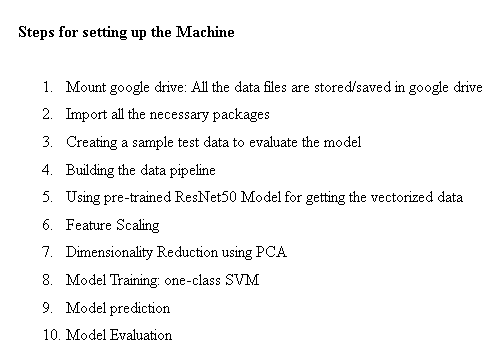 Steps for setting up the Machine
1. Mount google drive: All the data files are stored/saved in google drive
2. Import all the necessary packages
3. Creating a sample test data to evaluate the model
4. Building the data pipeline
5. Using pre-trained ResNet50 Model for getting the vectorized data
6. Feature Scaling
7. Dimensionality Reduction using PCA
8. Model Training: one-class SVM
9. Model prediction
10. Model Evaluation